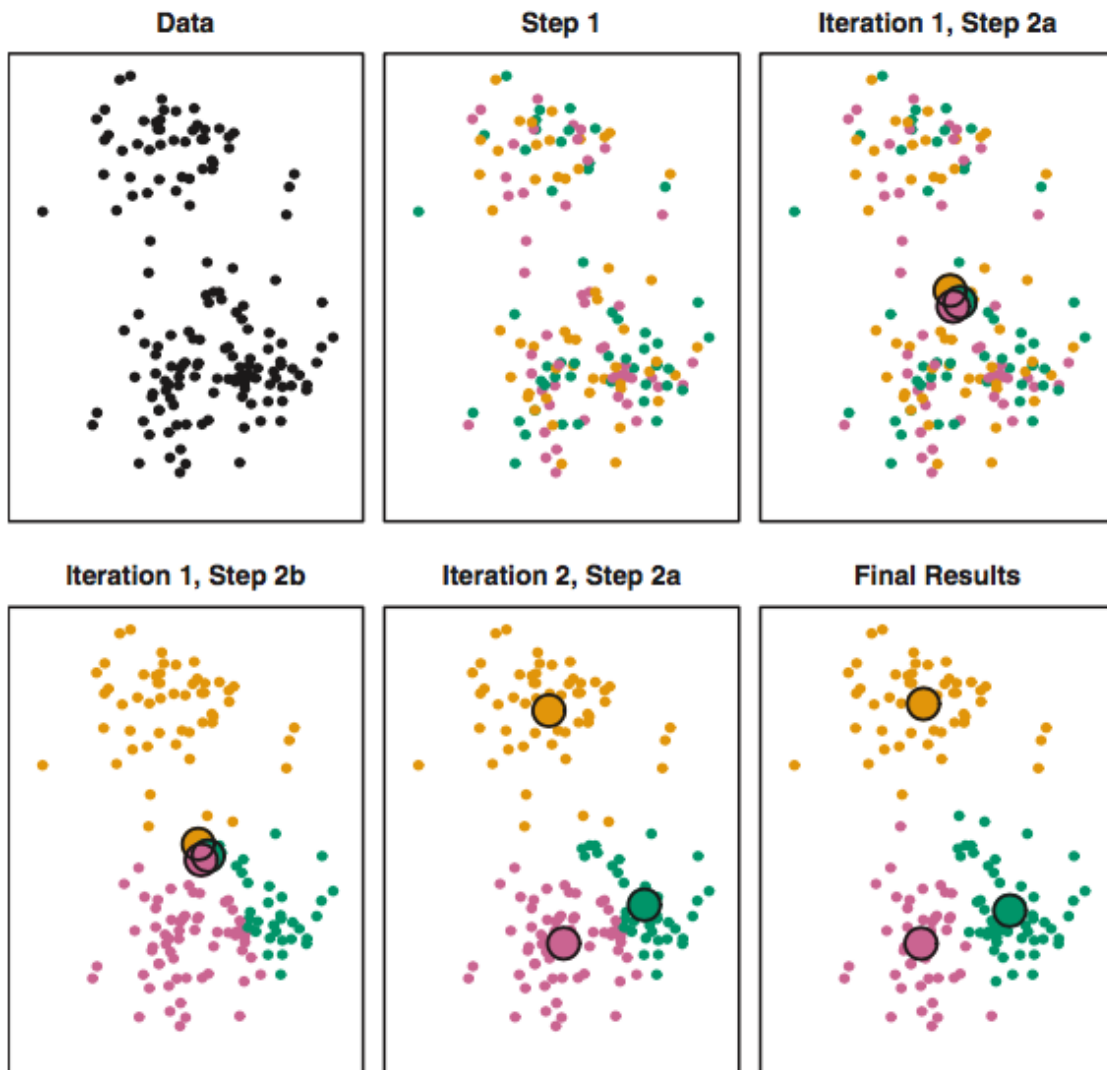 Data
Step 1
Iteration 1, Step 2a
Iteration 1, Step 2b
Iteration 2, Step 2a
Final Results